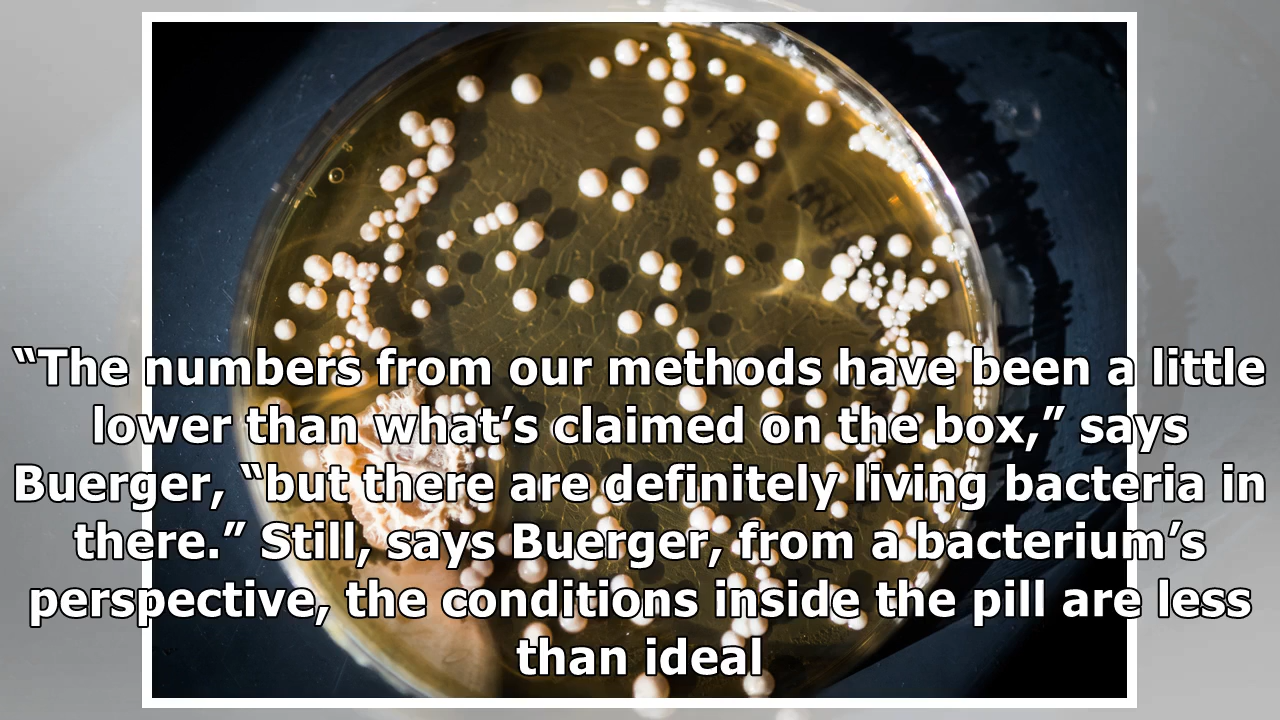 “The numbers from our methods have been a little
lower than what’s claimed on the box,” says
Buerger, “but there are definitely living bacteria in
there.” Still, says Buerger, from a bacterium’s
perspective, the conditions inside the pill are less
than ideal